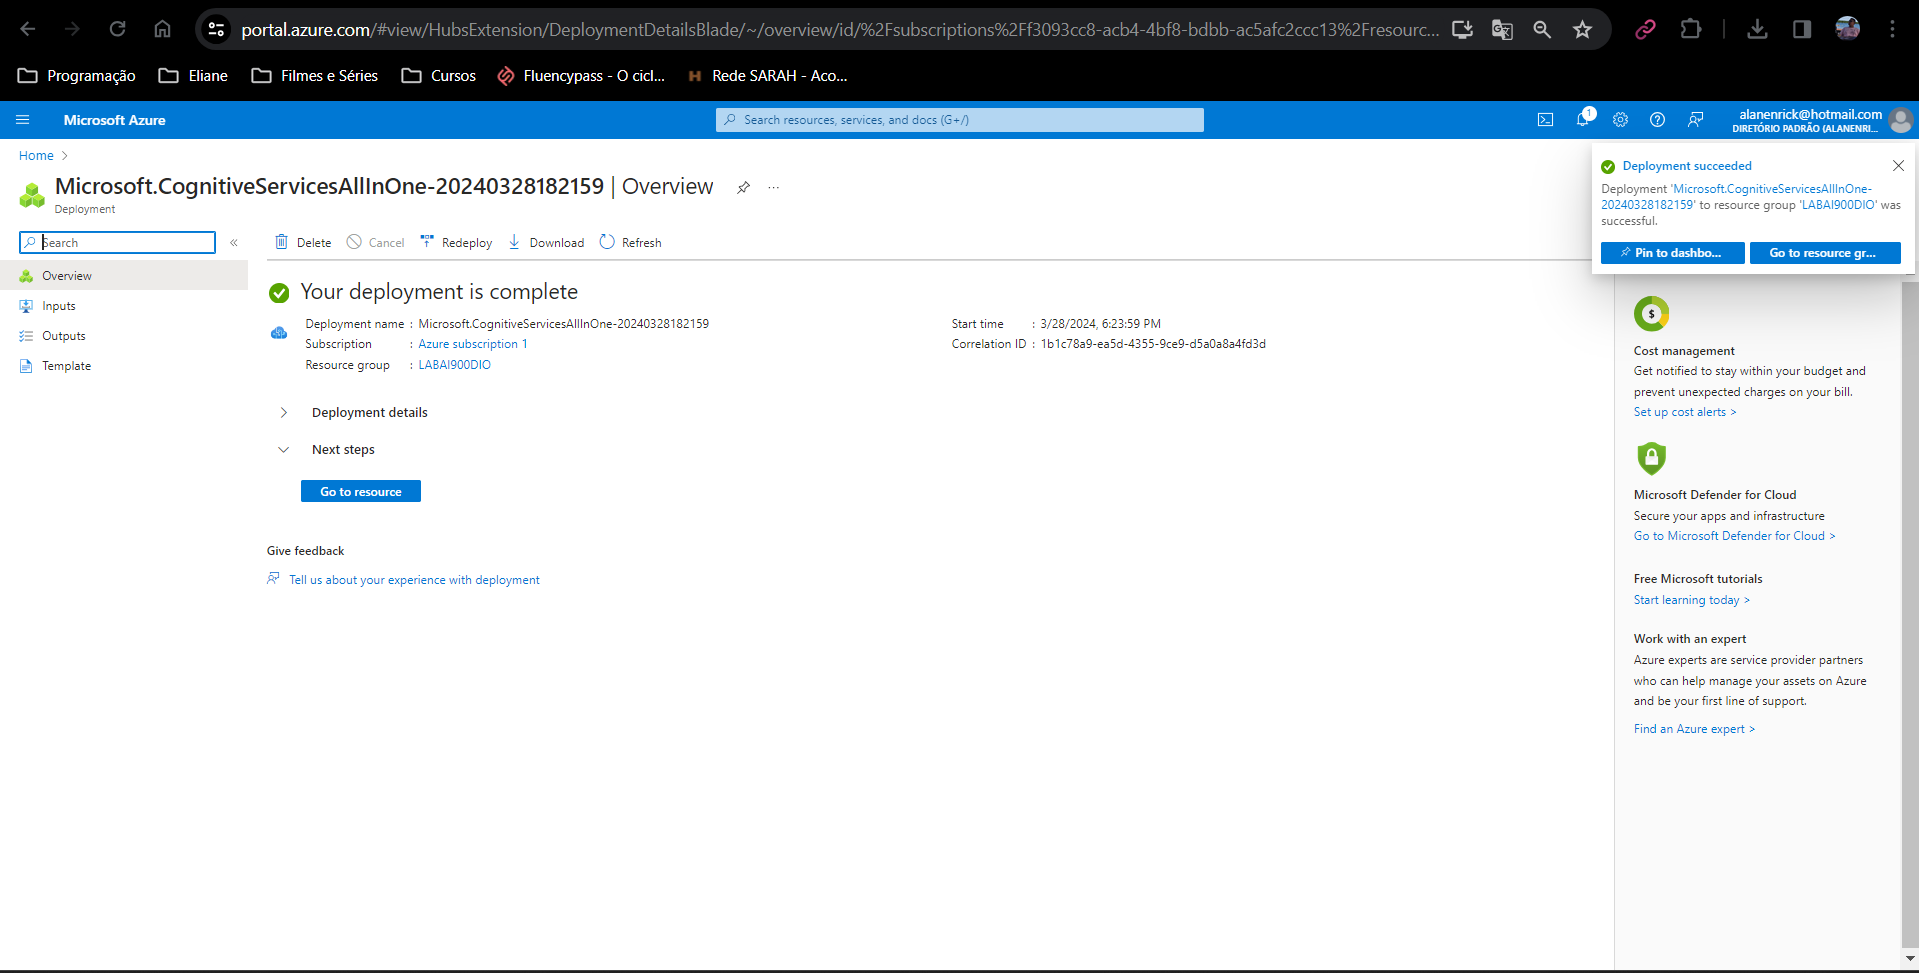 portal.azure.com/#view/HubsExtension/DeploymentDetailsBlade/~/overview/id/%2Fsubscriptions%2Ff3093cc8-acb4-4bf8-bdbb-ac5afc2ccc13%2Fresourc...
Programação Eliane Filmes e Séries Cursos Fluencypass - O cicl... H Rede SARAH - Aco...
Microsoft Azure
Search resources, services, and docs (G+/)
1
alanenrick@hotmail.com
DIRETÓRIO PADRÃO (ALANENRI...
Home
Microsoft.CognitiveServicesAllInOne-20240328182159 | Overview ...
Deployment
Search «
Delete Cancel Redeploy Download Refresh
Overview
Inputs
Outputs
Template
Your deployment is complete
Deployment name : Microsoft.CognitiveServicesAllInOne-20240328182159
Subscription : Azure subscription 1
Resource group : LABAI900DIO
Start time : 3/28/2024, 6:23:59 PM
Correlation ID : 1b1c78a9-ea5d-4355-9ce9-d5a0a8a4fd3d
Deployment details
Next steps
Go to resource
Give feedback
Tell us about your experience with deployment
Deployment succeeded
Deployment 'Microsoft.CognitiveServicesAllInOne-
20240328182159' to resource group 'LABAI900DIO' was
successful.
Pin to dashbo... Go to resource gr...
$
Cost management
Get notified to stay within your budget and
prevent unexpected charges on your bill.
Set up cost alerts >
Microsoft Defender for Cloud
Secure your apps and infrastructure
Go to Microsoft Defender for Cloud >
Free Microsoft tutorials
Start learning today >
Work with an expert
Azure experts are service provider partners
who can help manage your assets on Azure
and be your first line of support.
Find an Azure expert >